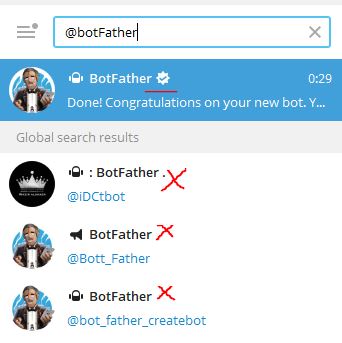 @botFather
BotFather
0:29
Done! Congratulations on your new bot. Y...
Global search results
: BotFather .
@iDCtbot
BotFather
@Bott_Father
BotFather
@bot_father_createbot